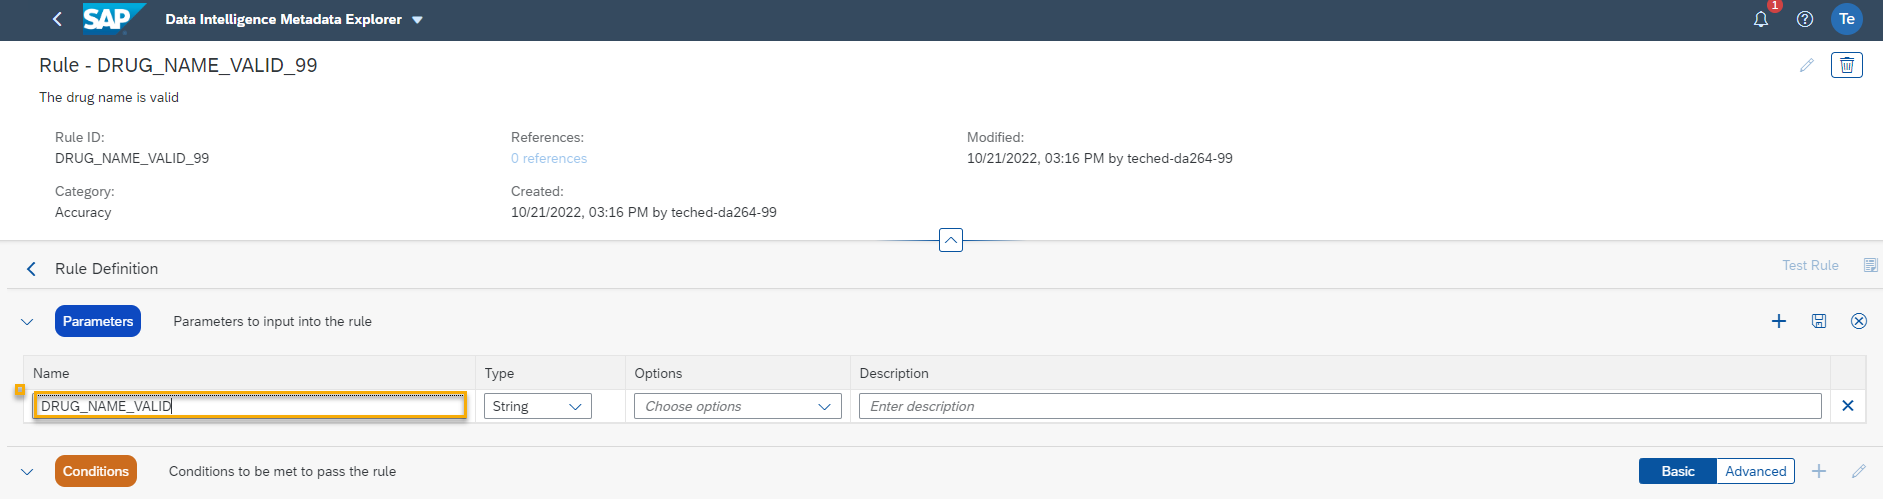 SAP Data Intelligence Metadata Explorer 1 Te
Rule - DRUG_NAME_VALID_99
The drug name is valid
Rule ID: References: Modified:
DRUG_NAME_VALID_99 0 references 10/21/2022, 03:16 PM by teched-da264-99
Category: Created:
Accuracy 10/21/2022, 03:16 PM by teched-da264-99
Rule Definition Test Rule
Parameters Parameters to input into the rule
Name Type Options Description
DRUG_NAME_VALID String Choose options Enter description
Conditions Conditions to be met to pass the rule Basic Advanced